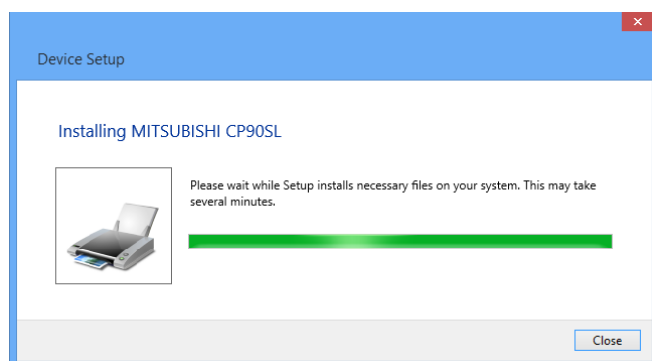 Device Setup
Installing MITSUBISHI CP90SL
Please wait while Setup installs necessary files on your system. This may take
several minutes.
Close